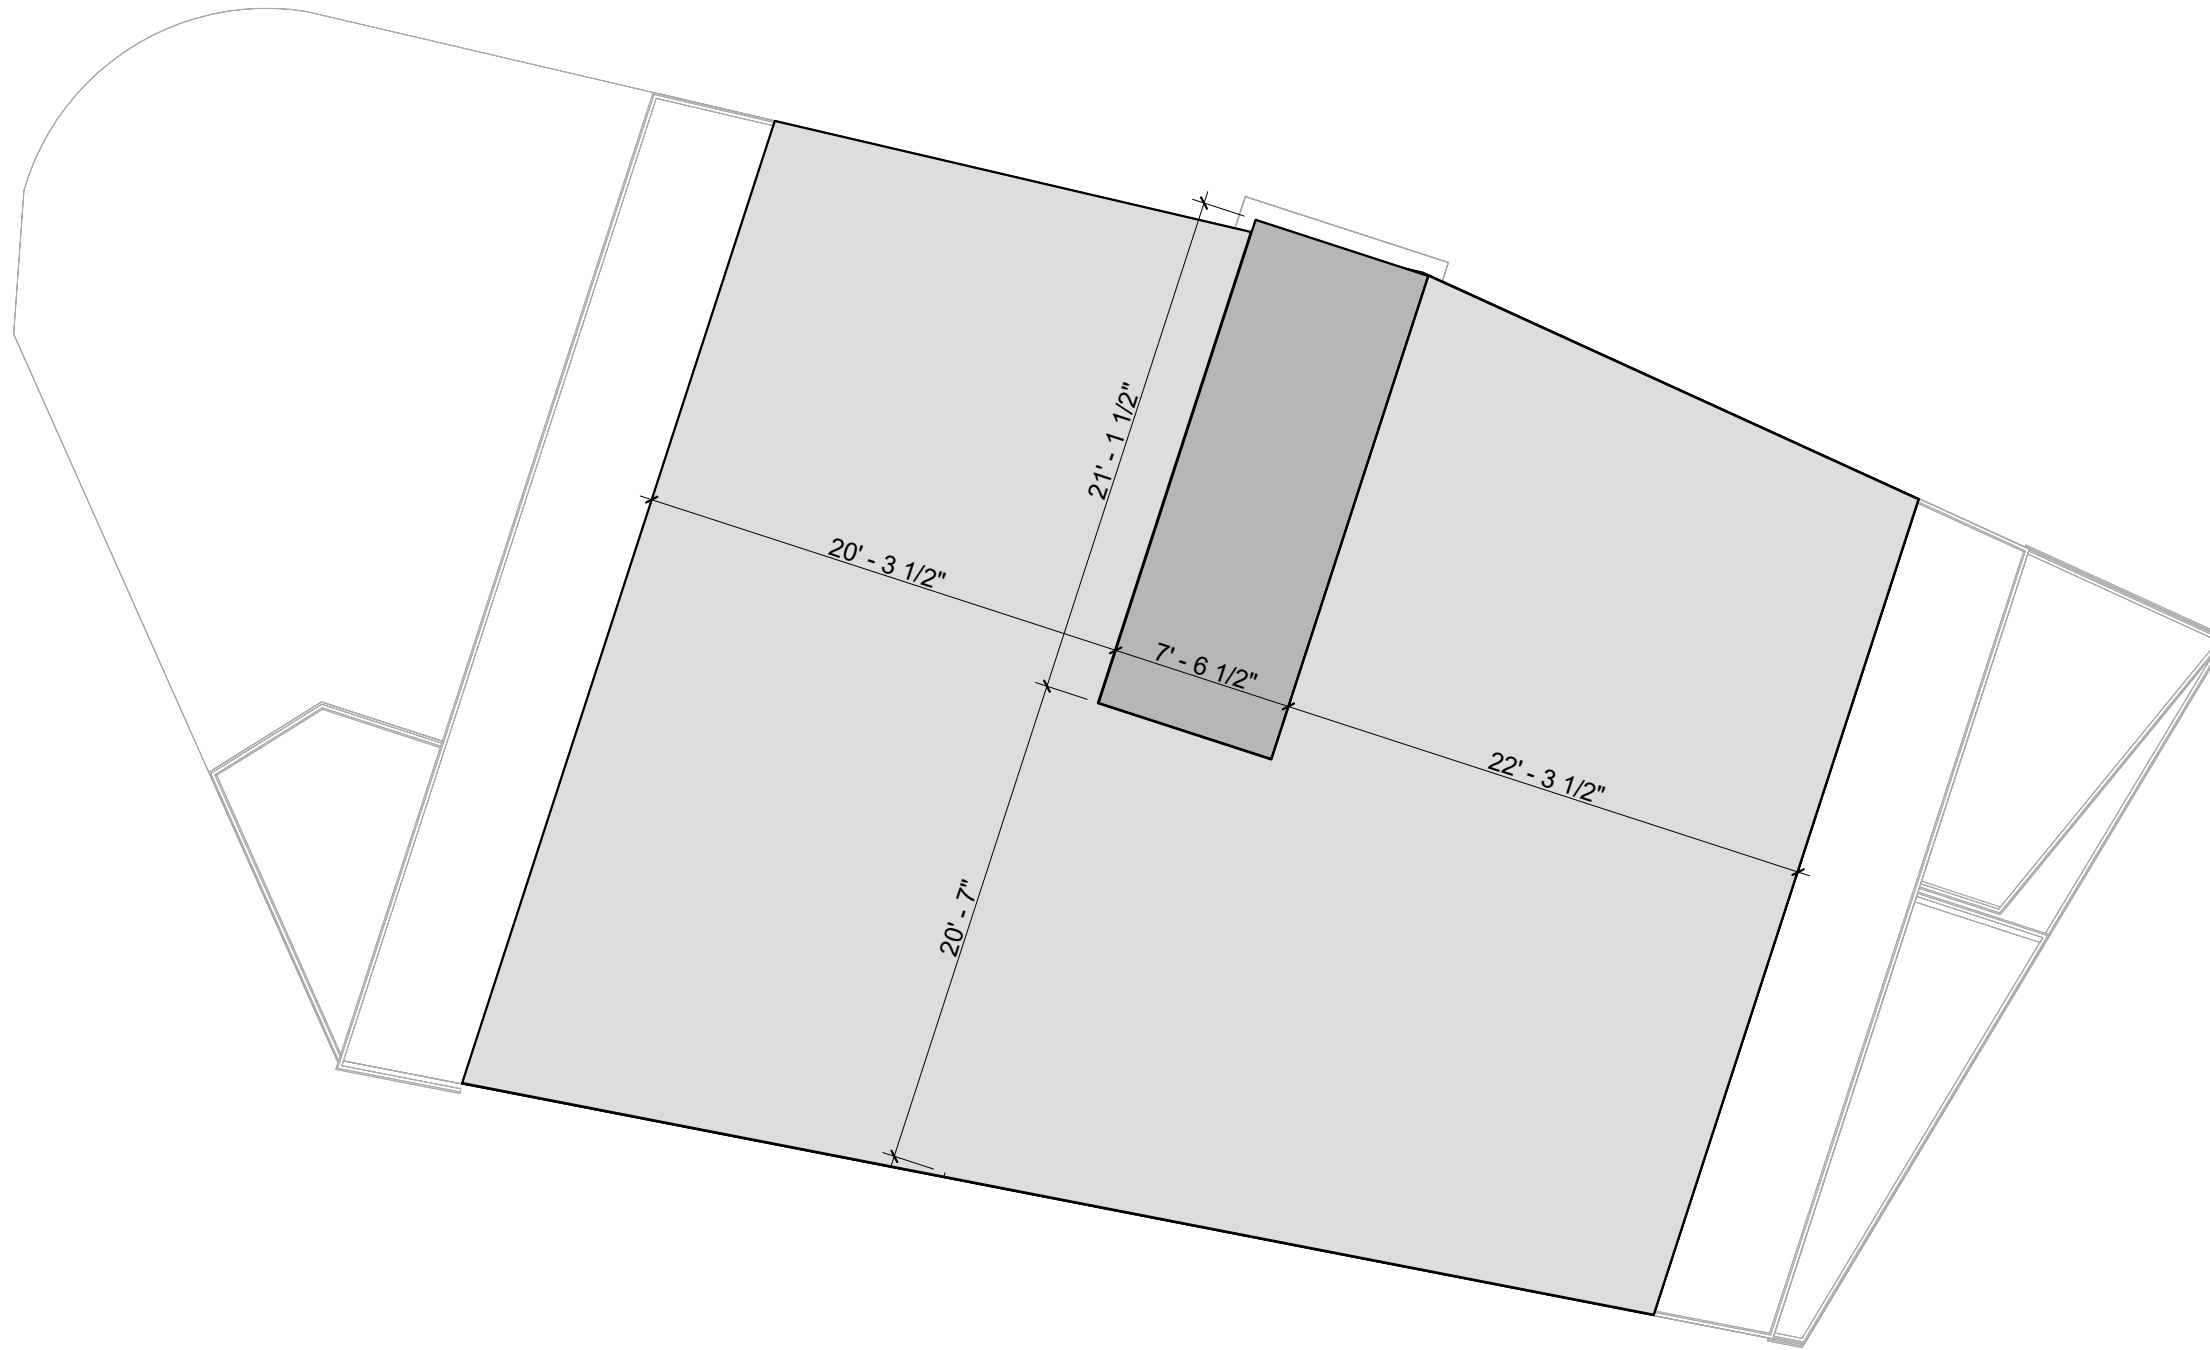 21' - 1 1/2"
20' - 3 1/2"
7' - 6 1/2"
22' - 3 1/2"
20' - 7"